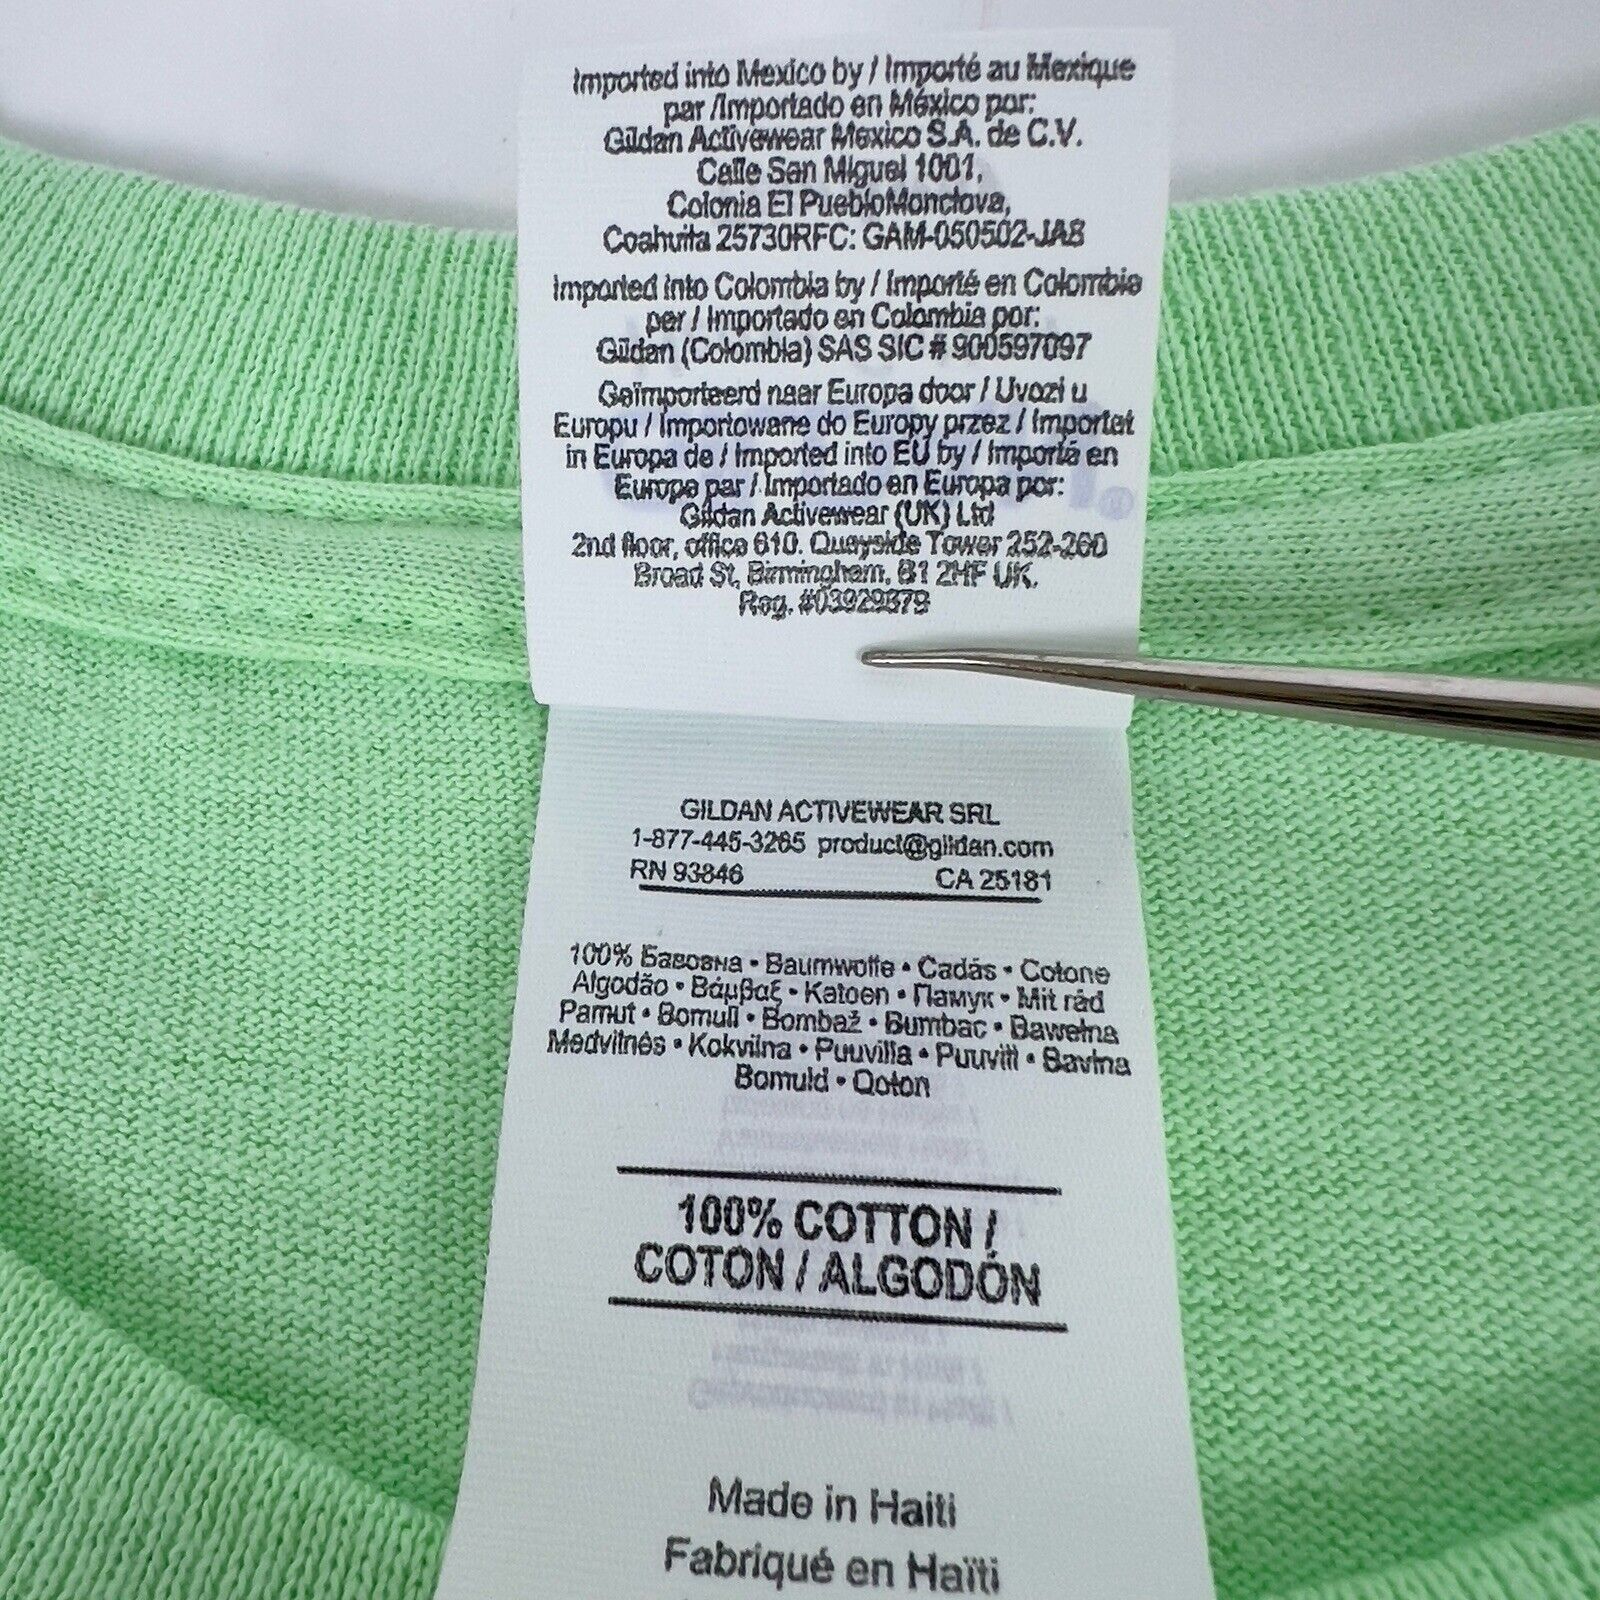 Imported into Mexico by / Importé au Mexique
par /Importado en México por:
Gildan Activewear Mexico S.A. de C.V.
Calle San Miguel 1001,
Colonia El PuebloMonclova,
Coahuila 25730RFC: GAM-050502-JA8
Imported into Colombia by / Importé en Colombie
per / Importado en Colombia por:
Gildan (Colombia) SAS SIC # 900597097
Geïmporteerd naar Europa door / Uvozi u
Europu / Importowane do Europy przez / Importat
in Europa de / Imported into EU by / Importé en
Europe par / Importado en Europa por:
Gildan Activewear (UK) Ltd
2nd floor, office 610. Quayside Tower 252-260
Broad St, Birmingham, B1 2HF UK.
Reg. #03929379
GILDAN ACTIVEWEAR SRL
1-877-445-3265 product@gildan.com
RN 93846 CA 25181
100% Бавовна • Baumwolle • Cadás • Cotone
Algodão • Βάμβαξ • Katoen • Памук • Mit rád
Pamut • Bomull • Bombaž • Bumbac • Bawełna
Medvilnės • Kokvilna • Puuvilla • Puuvill • Bavlna
Bomuld • Qoton
100% COTTON /
COTON / ALGODÓN
Made in Haiti
Fabriqué en Haïti